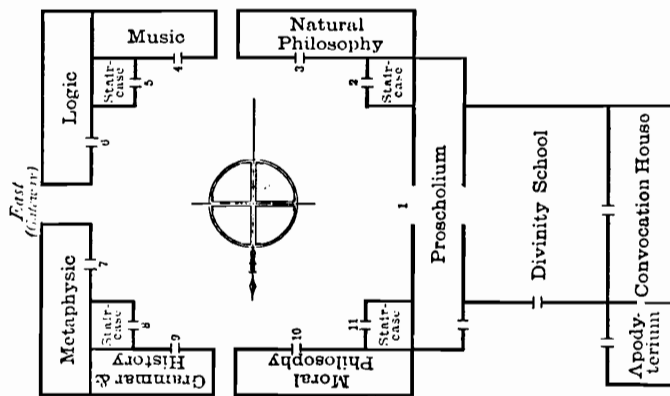 Music
Natural
Philosophy
Logic
Stair-
case
5
4
3
2
Stair-
case
6
East
(Gateway)
1
Proscholium
Divinity School
Convocation House
Metaphysic
7
Stair-
case
8
9
Grammar &
History
10
Moral
Philosophy
11
Stair-
case
Apody-
terium